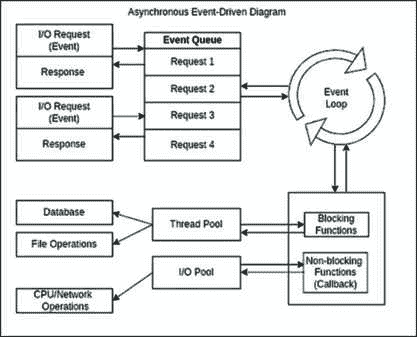 Asynchronous Event-Driven Diagram
I/O Request
(Event)
Response
I/O Request
(Event)
Response
Event Queue
Request 1
Request 2
Request 3
Request 4
Event
Loop
Database
File Operations
CPU/Network
Operations
Thread Pool
I/O Pool
Blocking
Functions
Non-blocking
Functions
(Callback)